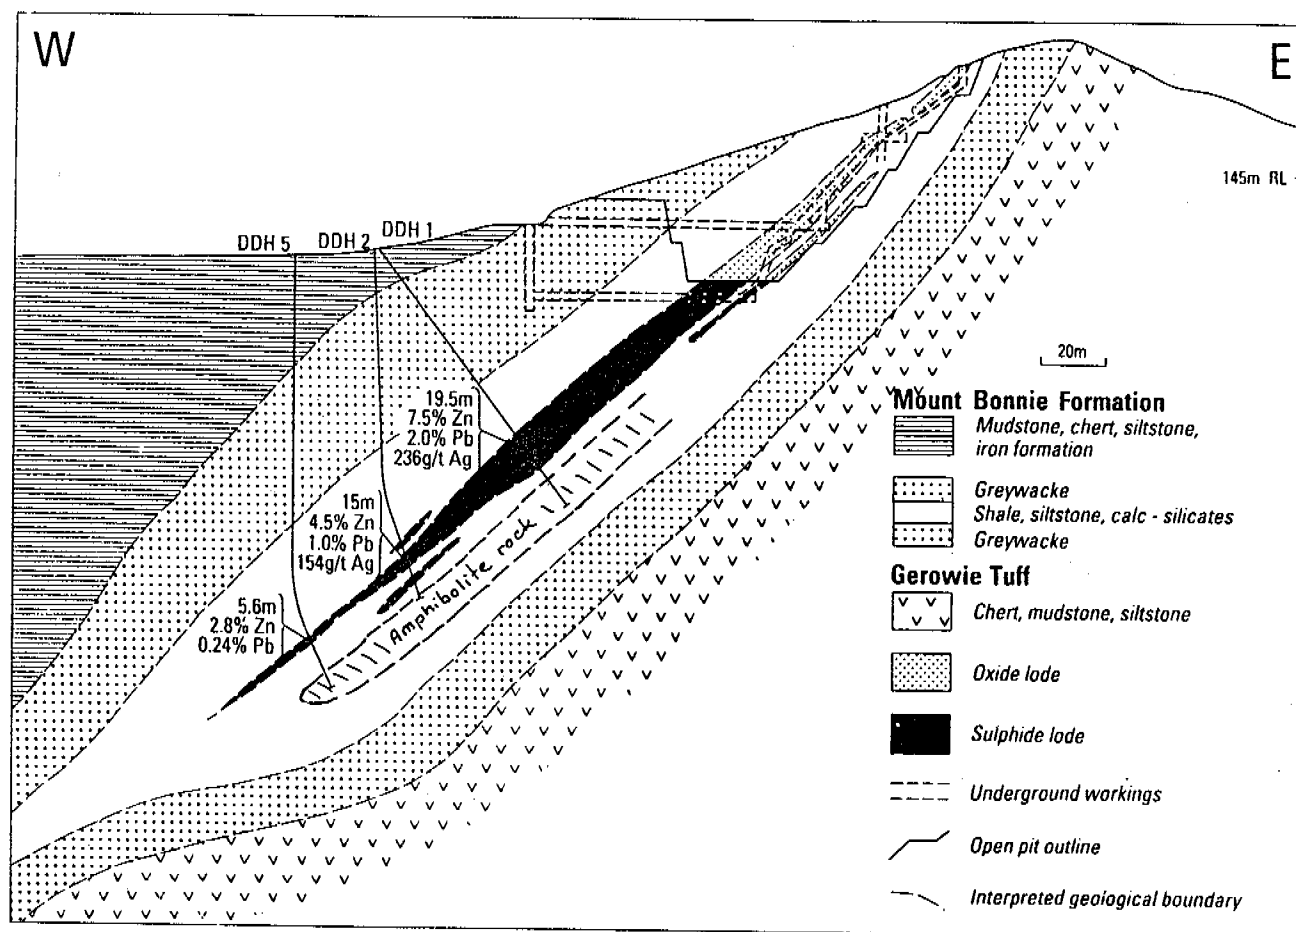 W
E
145m RL
DDH 5
DDH 2
DDH 1
19.5m
7.5% Zn
2.0% Pb
236g/t Ag
15m
4.5% Zn
1.0% Pb
154g/t Ag
5.6m
2.8% Zn
0.24% Pb
Amphibolite rock
20m
Mount Bonnie Formation
Mudstone, chert, siltstone,
iron formation
Greywacke
Shale, siltstone, calc - silicates
Greywacke
Gerowie Tuff
Chert, mudstone, siltstone
Oxide lode
Sulphide lode
Underground workings
Open pit outline
Interpreted geological boundary